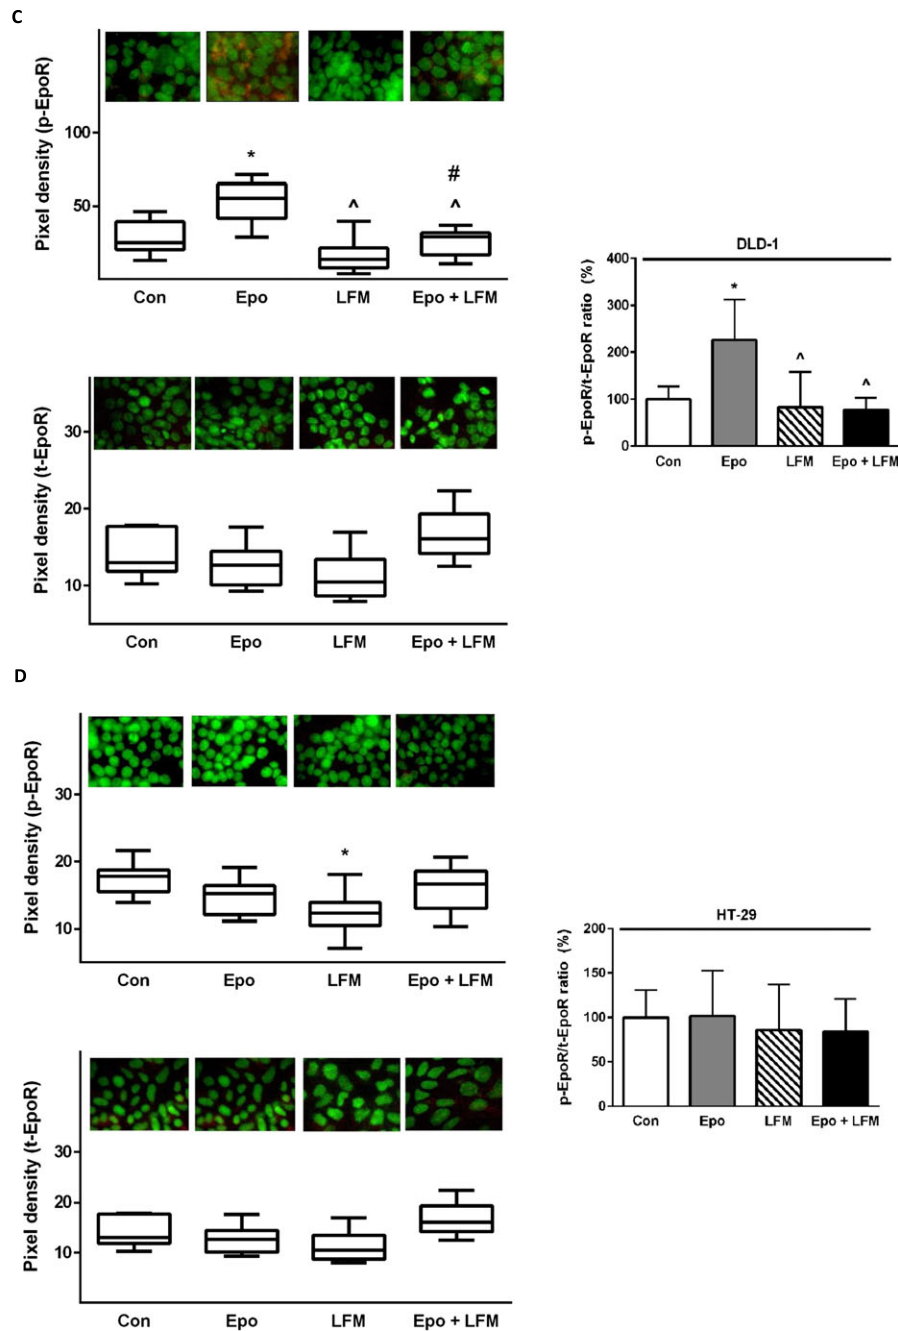 C
Pixel density (p-EpoR)
100
50
*
^
#
^
Con Epo LFM Epo + LFM
DLD-1
p-EpoR/t-EpoR ratio (%)
400
300
200
100
0
*
^
^
Con Epo LFM Epo + LFM
Pixel density (t-EpoR)
30
20
10
Con Epo LFM Epo + LFM
D
Pixel density (p-EpoR)
30
20
10
*
Con Epo LFM Epo + LFM
HT-29
p-EpoR/t-EpoR ratio (%)
200
150
100
50
0
Con Epo LFM Epo + LFM
Pixel density (t-EpoR)
30
20
10
Con Epo LFM Epo + LFM